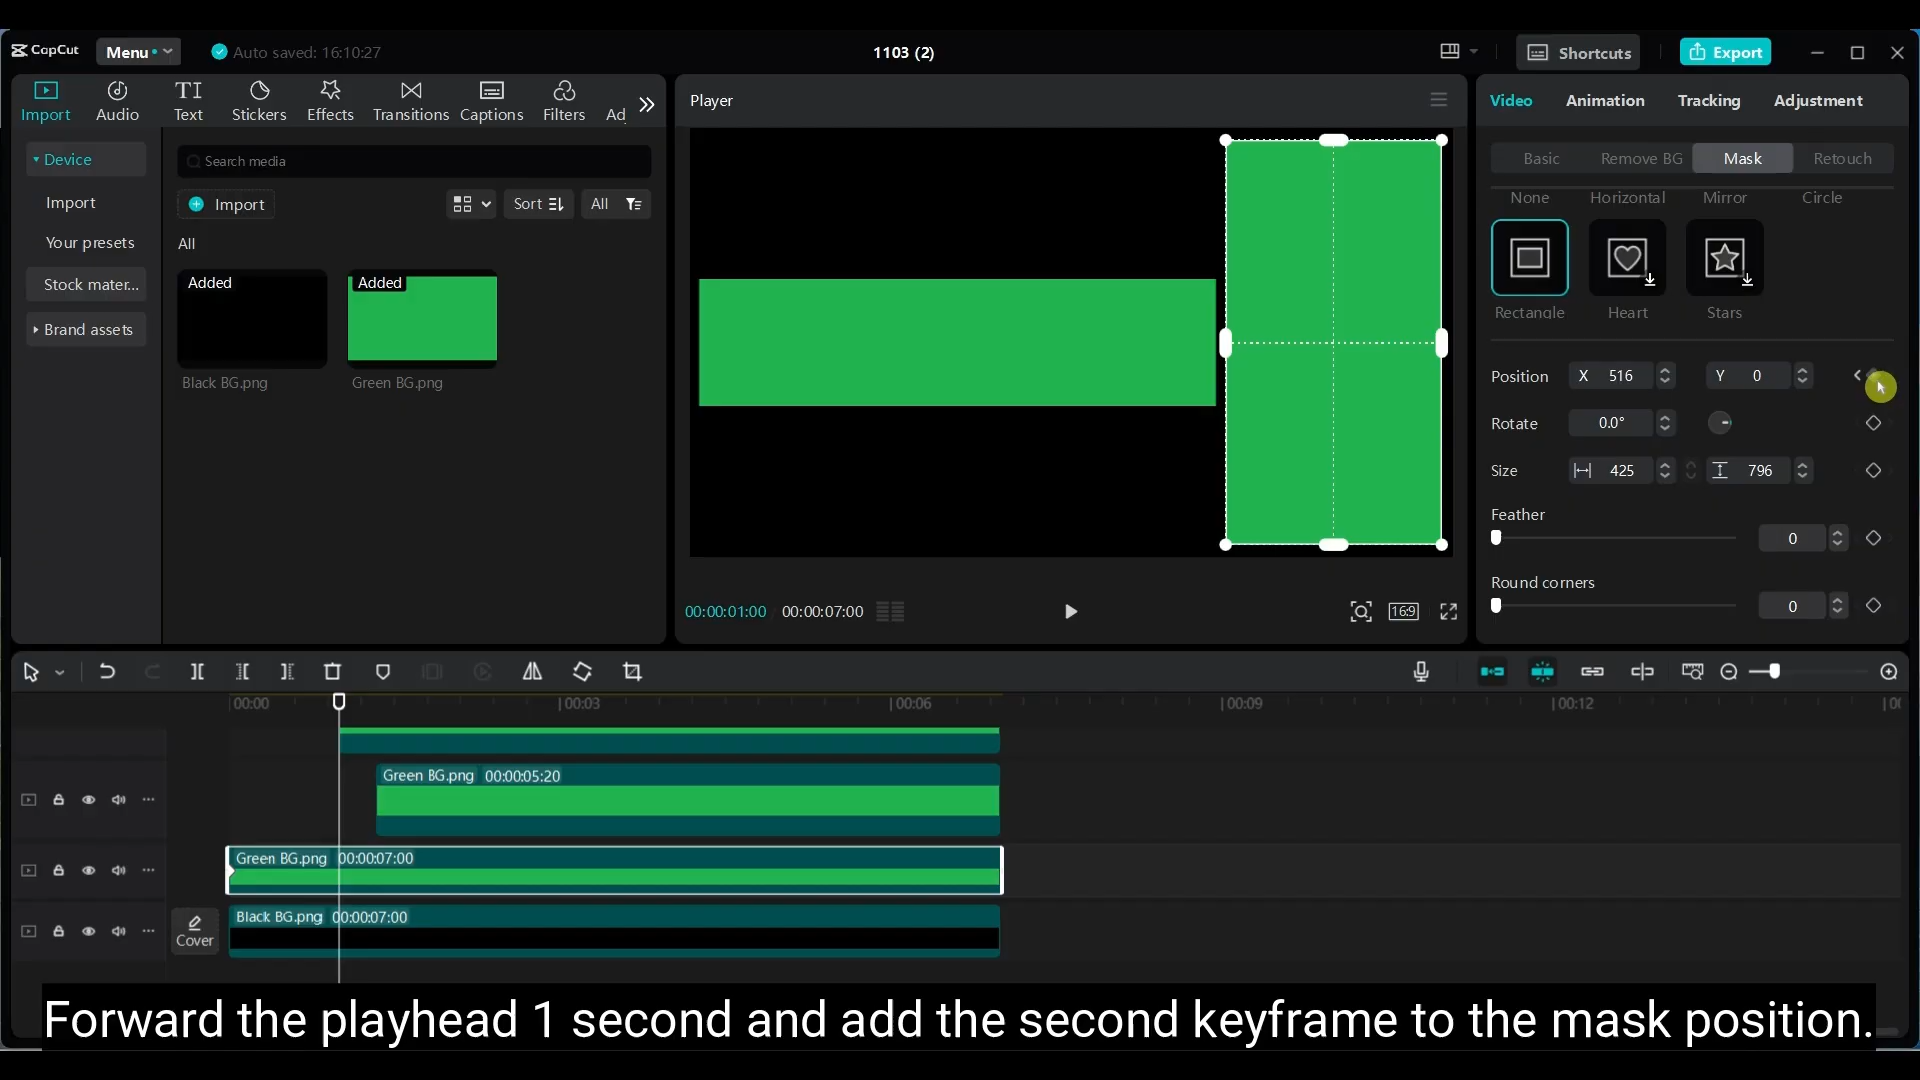 CapCut
Menu
Auto saved: 16:10:27
1103 (2)
Shortcuts
Export
Import
Audio
Text
Stickers
Effects
Transitions
Captions
Filters
Ad
Device
Import
Your presets
Stock mater...
Brand assets
Search media
Import
Sort
All
All
Added
Black BG.png
Added
Green BG.png
Player
00:00:01:00
00:00:07:00
16:9
Video
Animation
Tracking
Adjustment
Basic
Remove BG
Mask
Retouch
None
Horizontal
Mirror
Circle
Rectangle
Heart
Stars
Position X 516 Y 0
Rotate 0.0°
Size 425 796
Feather
0
Round corners
0
00:00
00:03
00:06
00:09
00:12
Green BG.png 00:00:05:20
Green BG.png 00:00:07:00
Cover
Black BG.png 00:00:07:00
Forward the playhead 1 second and add the second keyframe to the mask position.